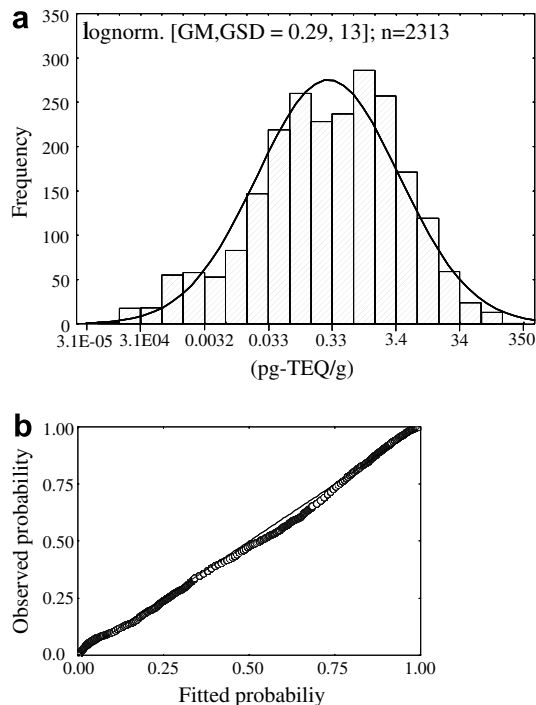 a
lognorm. [GM,GSD = 0.29, 13]; n=2313
350
300
250
200
150
100
50
0
Frequency
3.1E-05 3.1E04 0.0032 0.033 0.33 3.4 34 350
(pg-TEQ/g)
b
1.00
0.75
0.50
0.25
0.0
Observed probability
0.00 0.25 0.50 0.75 1.00
Fitted probabiliy